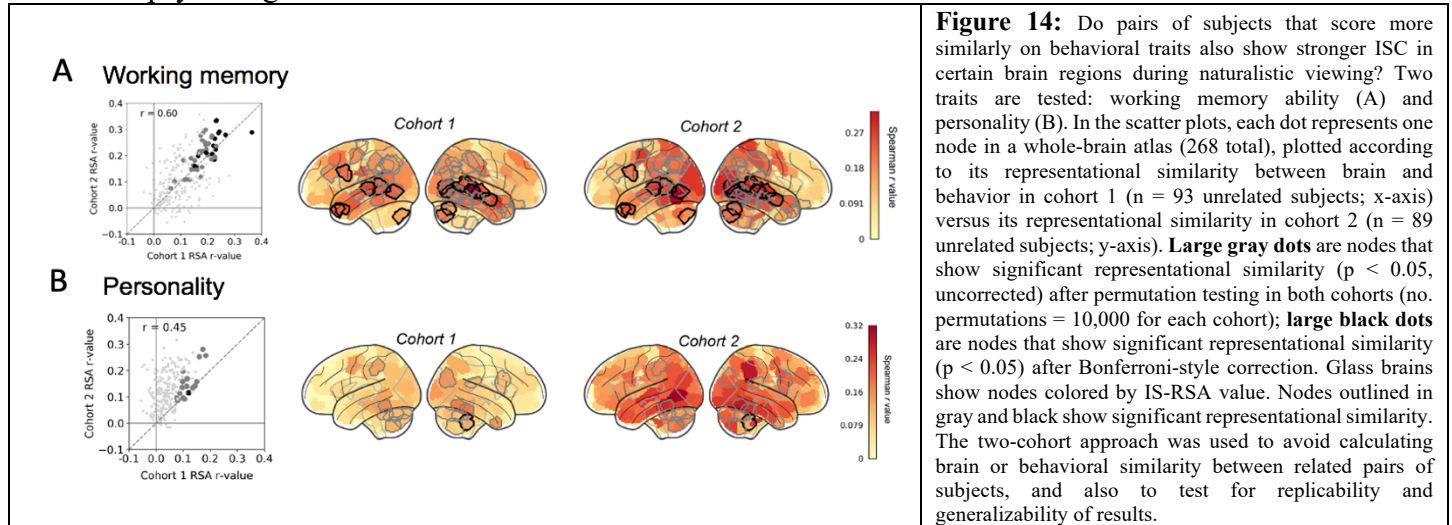 A Working memory
0.4
0.3
0.2
0.1
0.0
-0.1
r = 0.60
-0.1 0.0 0.1 0.2 0.3 0.4
Cohort 2 RSA r-value
Cohort 1 RSA r-value
Cohort 1
Cohort 2
0.27
0.18
0.091
0
Spearman r value
B Personality
0.4
0.3
0.2
0.1
0.0
-0.1
r = 0.45
-0.1 0.0 0.1 0.2 0.3 0.4
Cohort 2 RSA r-value
Cohort 1 RSA r-value
Cohort 1
Cohort 2
0.32
0.24
0.16
0.079
0
Spearman r value
Figure 14: Do pairs of subjects that score more
similarly on behavioral traits also show stronger ISC in
certain brain regions during naturalistic viewing? Two
traits are tested: working memory ability (A) and
personality (B). In the scatter plots, each dot represents one
node in a whole-brain atlas (268 total), plotted according
to its representational similarity between brain and
behavior in cohort 1 (n = 93 unrelated subjects; x-axis)
versus its representational similarity in cohort 2 (n = 89
unrelated subjects; y-axis). Large gray dots are nodes that
show significant representational similarity (p < 0.05,
uncorrected) after permutation testing in both cohorts (no.
permutations = 10,000 for each cohort); large black dots
are nodes that show significant representational similarity
(p < 0.05) after Bonferroni-style correction. Glass brains
show nodes colored by IS-RSA value. Nodes outlined in
gray and black show significant representational similarity.
The two-cohort approach was used to avoid calculating
brain or behavioral similarity between related pairs of
subjects, and also to test for replicability and
generalizability of results.